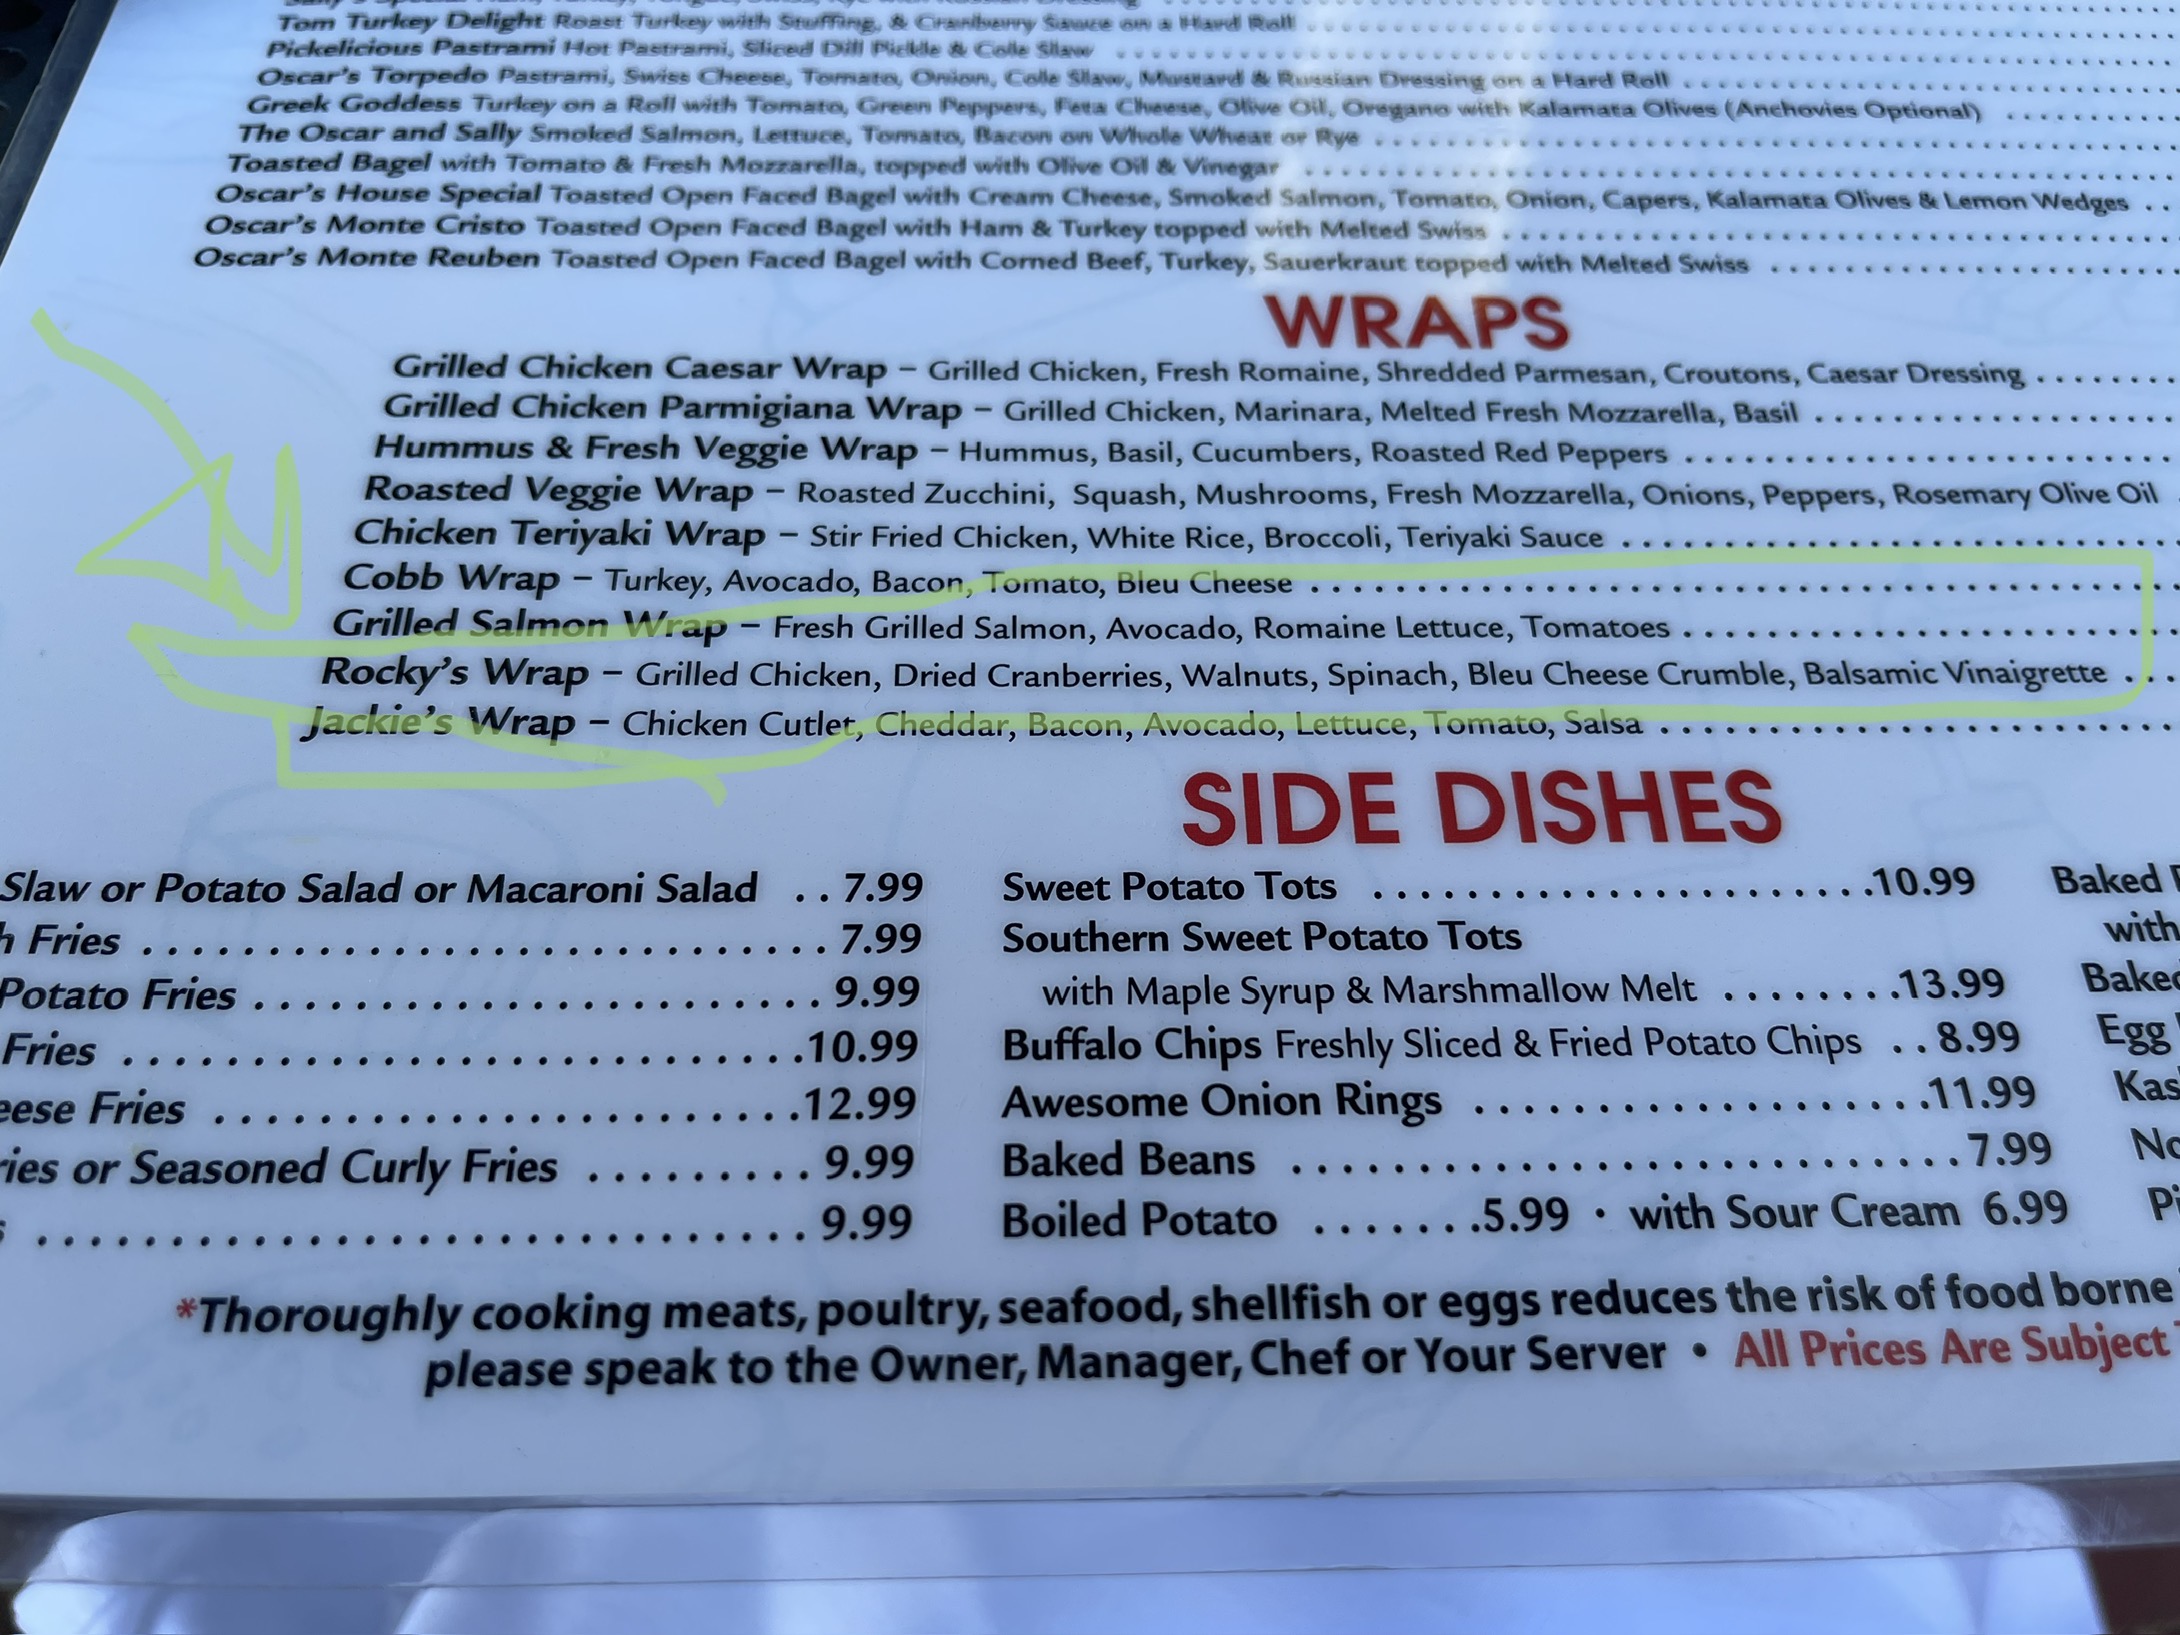 Tom Turkey Delight Roast Turkey with Stuffing, & Cranberry Sauce on a Hard Roll
Pickelicious Pastrami Hot Pastrami, Sliced Dill Pickle & Cole Slaw
Oscar's Torpedo Pastrami, Swiss Cheese, Tomato, Onion, Cole Slaw, Mustard & Russian Dressing on a Hard Roll
Greek Goddess Turkey on a Roll with Tomato, Green Peppers, Feta Cheese, Olive Oil, Oregano with Kalamata Olives (Anchovies Optional)
The Oscar and Sally Smoked Salmon, Lettuce, Tomato, Bacon on Whole Wheat or Rye
Toasted Bagel with Tomato & Fresh Mozzarella, topped with Olive Oil & Vinegar
Oscar's House Special Toasted Open Faced Bagel with Cream Cheese, Smoked Salmon, Tomato, Onion, Capers, Kalamata Olives & Lemon Wedges
Oscar's Monte Cristo Toasted Open Faced Bagel with Ham & Turkey topped with Melted Swiss
Oscar's Monte Reuben Toasted Open Faced Bagel with Corned Beef, Turkey, Sauerkraut topped with Melted Swiss
WRAPS
Grilled Chicken Caesar Wrap – Grilled Chicken, Fresh Romaine, Shredded Parmesan, Croutons, Caesar Dressing
Grilled Chicken Parmigiana Wrap – Grilled Chicken, Marinara, Melted Fresh Mozzarella, Basil
Hummus & Fresh Veggie Wrap – Hummus, Basil, Cucumbers, Roasted Red Peppers
Roasted Veggie Wrap – Roasted Zucchini, Squash, Mushrooms, Fresh Mozzarella, Onions, Peppers, Rosemary Olive Oil
Chicken Teriyaki Wrap – Stir Fried Chicken, White Rice, Broccoli, Teriyaki Sauce
Cobb Wrap – Turkey, Avocado, Bacon, Tomato, Bleu Cheese
Grilled Salmon Wrap – Fresh Grilled Salmon, Avocado, Romaine Lettuce, Tomatoes
Rocky's Wrap – Grilled Chicken, Dried Cranberries, Walnuts, Spinach, Bleu Cheese Crumble, Balsamic Vinaigrette
Jackie's Wrap – Chicken Cutlet, Cheddar, Bacon, Avocado, Lettuce, Tomato, Salsa
SIDE DISHES
Slaw or Potato Salad or Macaroni Salad . . 7.99
Fries 7.99
Potato Fries 9.99
Fries 10.99
Fries 12.99
or Seasoned Curly Fries 9.99
9.99
Sweet Potato Tots 10.99
Southern Sweet Potato Tots
with Maple Syrup & Marshmallow Melt 13.99
Buffalo Chips Freshly Sliced & Fried Potato Chips . . 8.99
Awesome Onion Rings 11.99
Baked Beans 7.99
Boiled Potato 5.99 • with Sour Cream 6.99
Baked
with
Baked
Egg
*Thoroughly cooking meats, poultry, seafood, shellfish or eggs reduces the risk of food borne
please speak to the Owner, Manager, Chef or Your Server • All Prices Are Subject